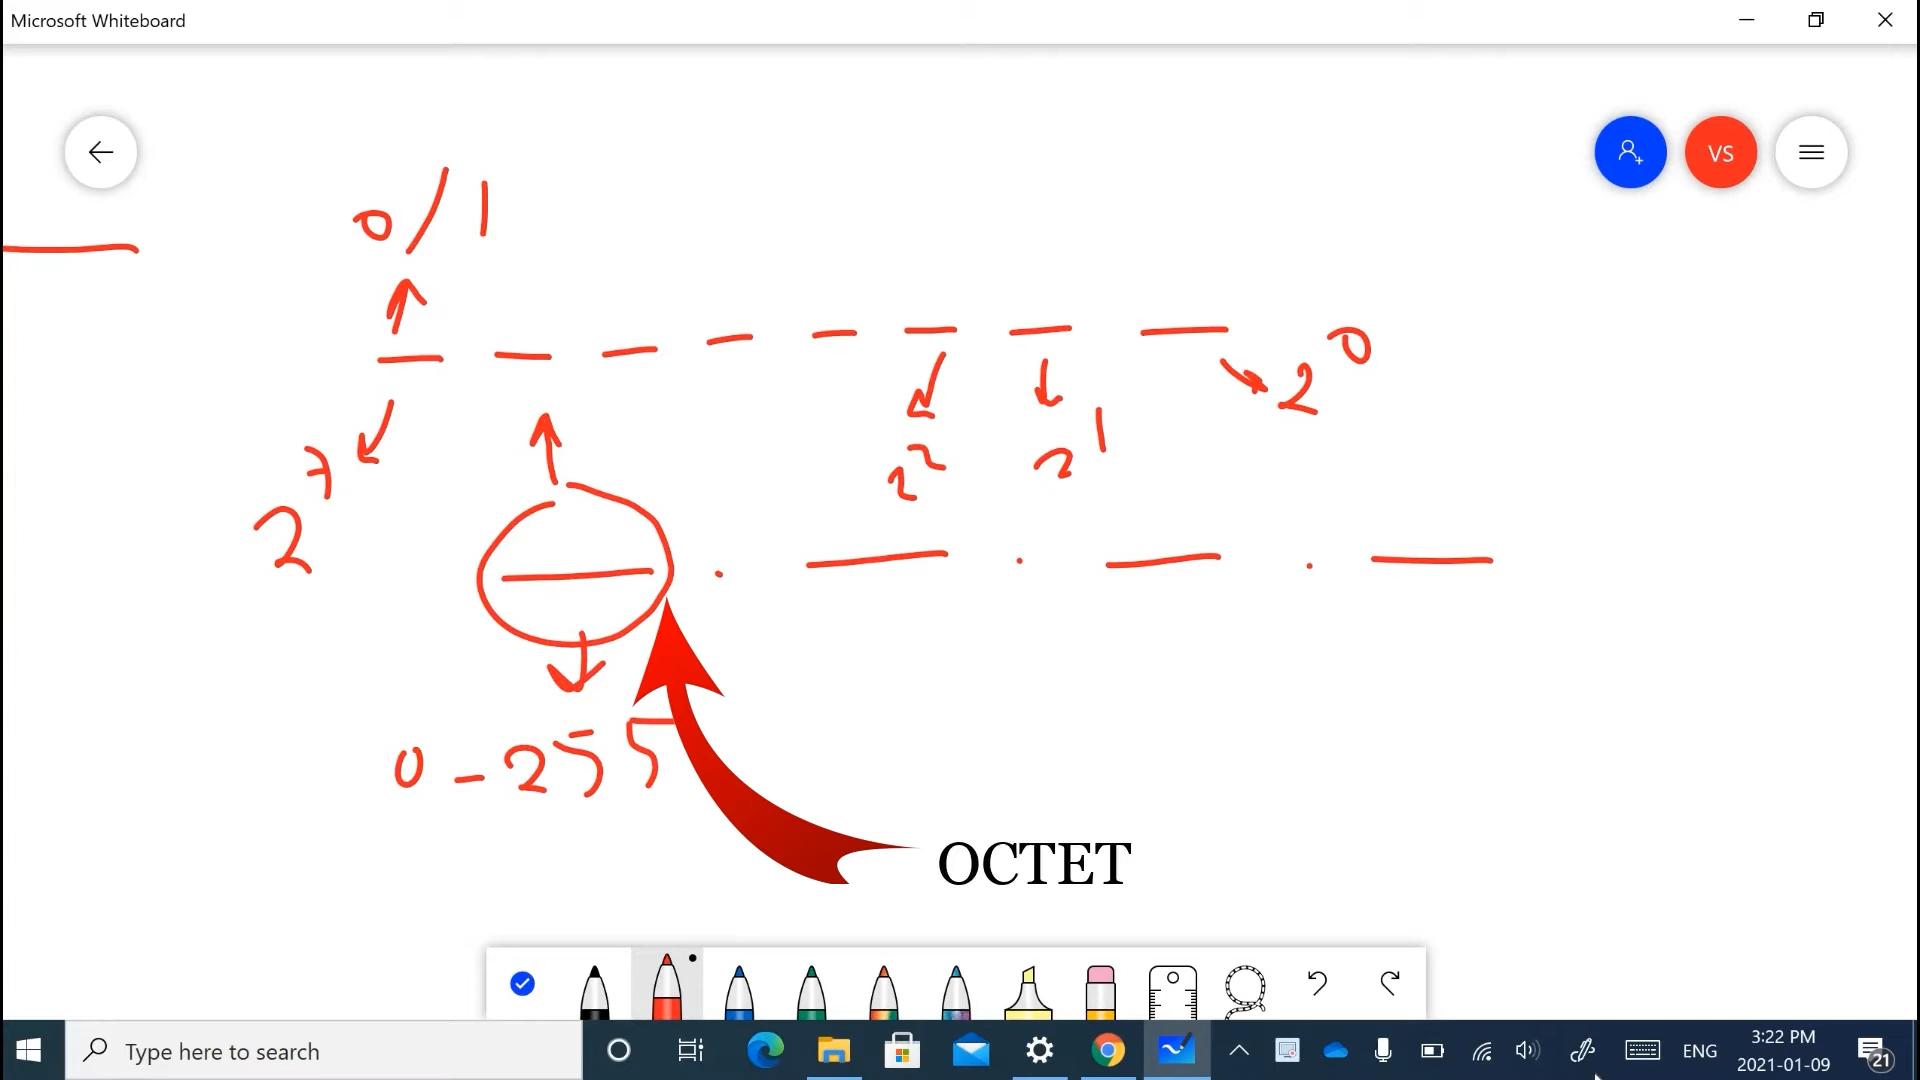 Microsoft Whiteboard
VS
0/1
2^0
2^7
2^2
2^1
0-255
OCTET
Type here to search
ENG
3:22 PM
2021-01-09
21